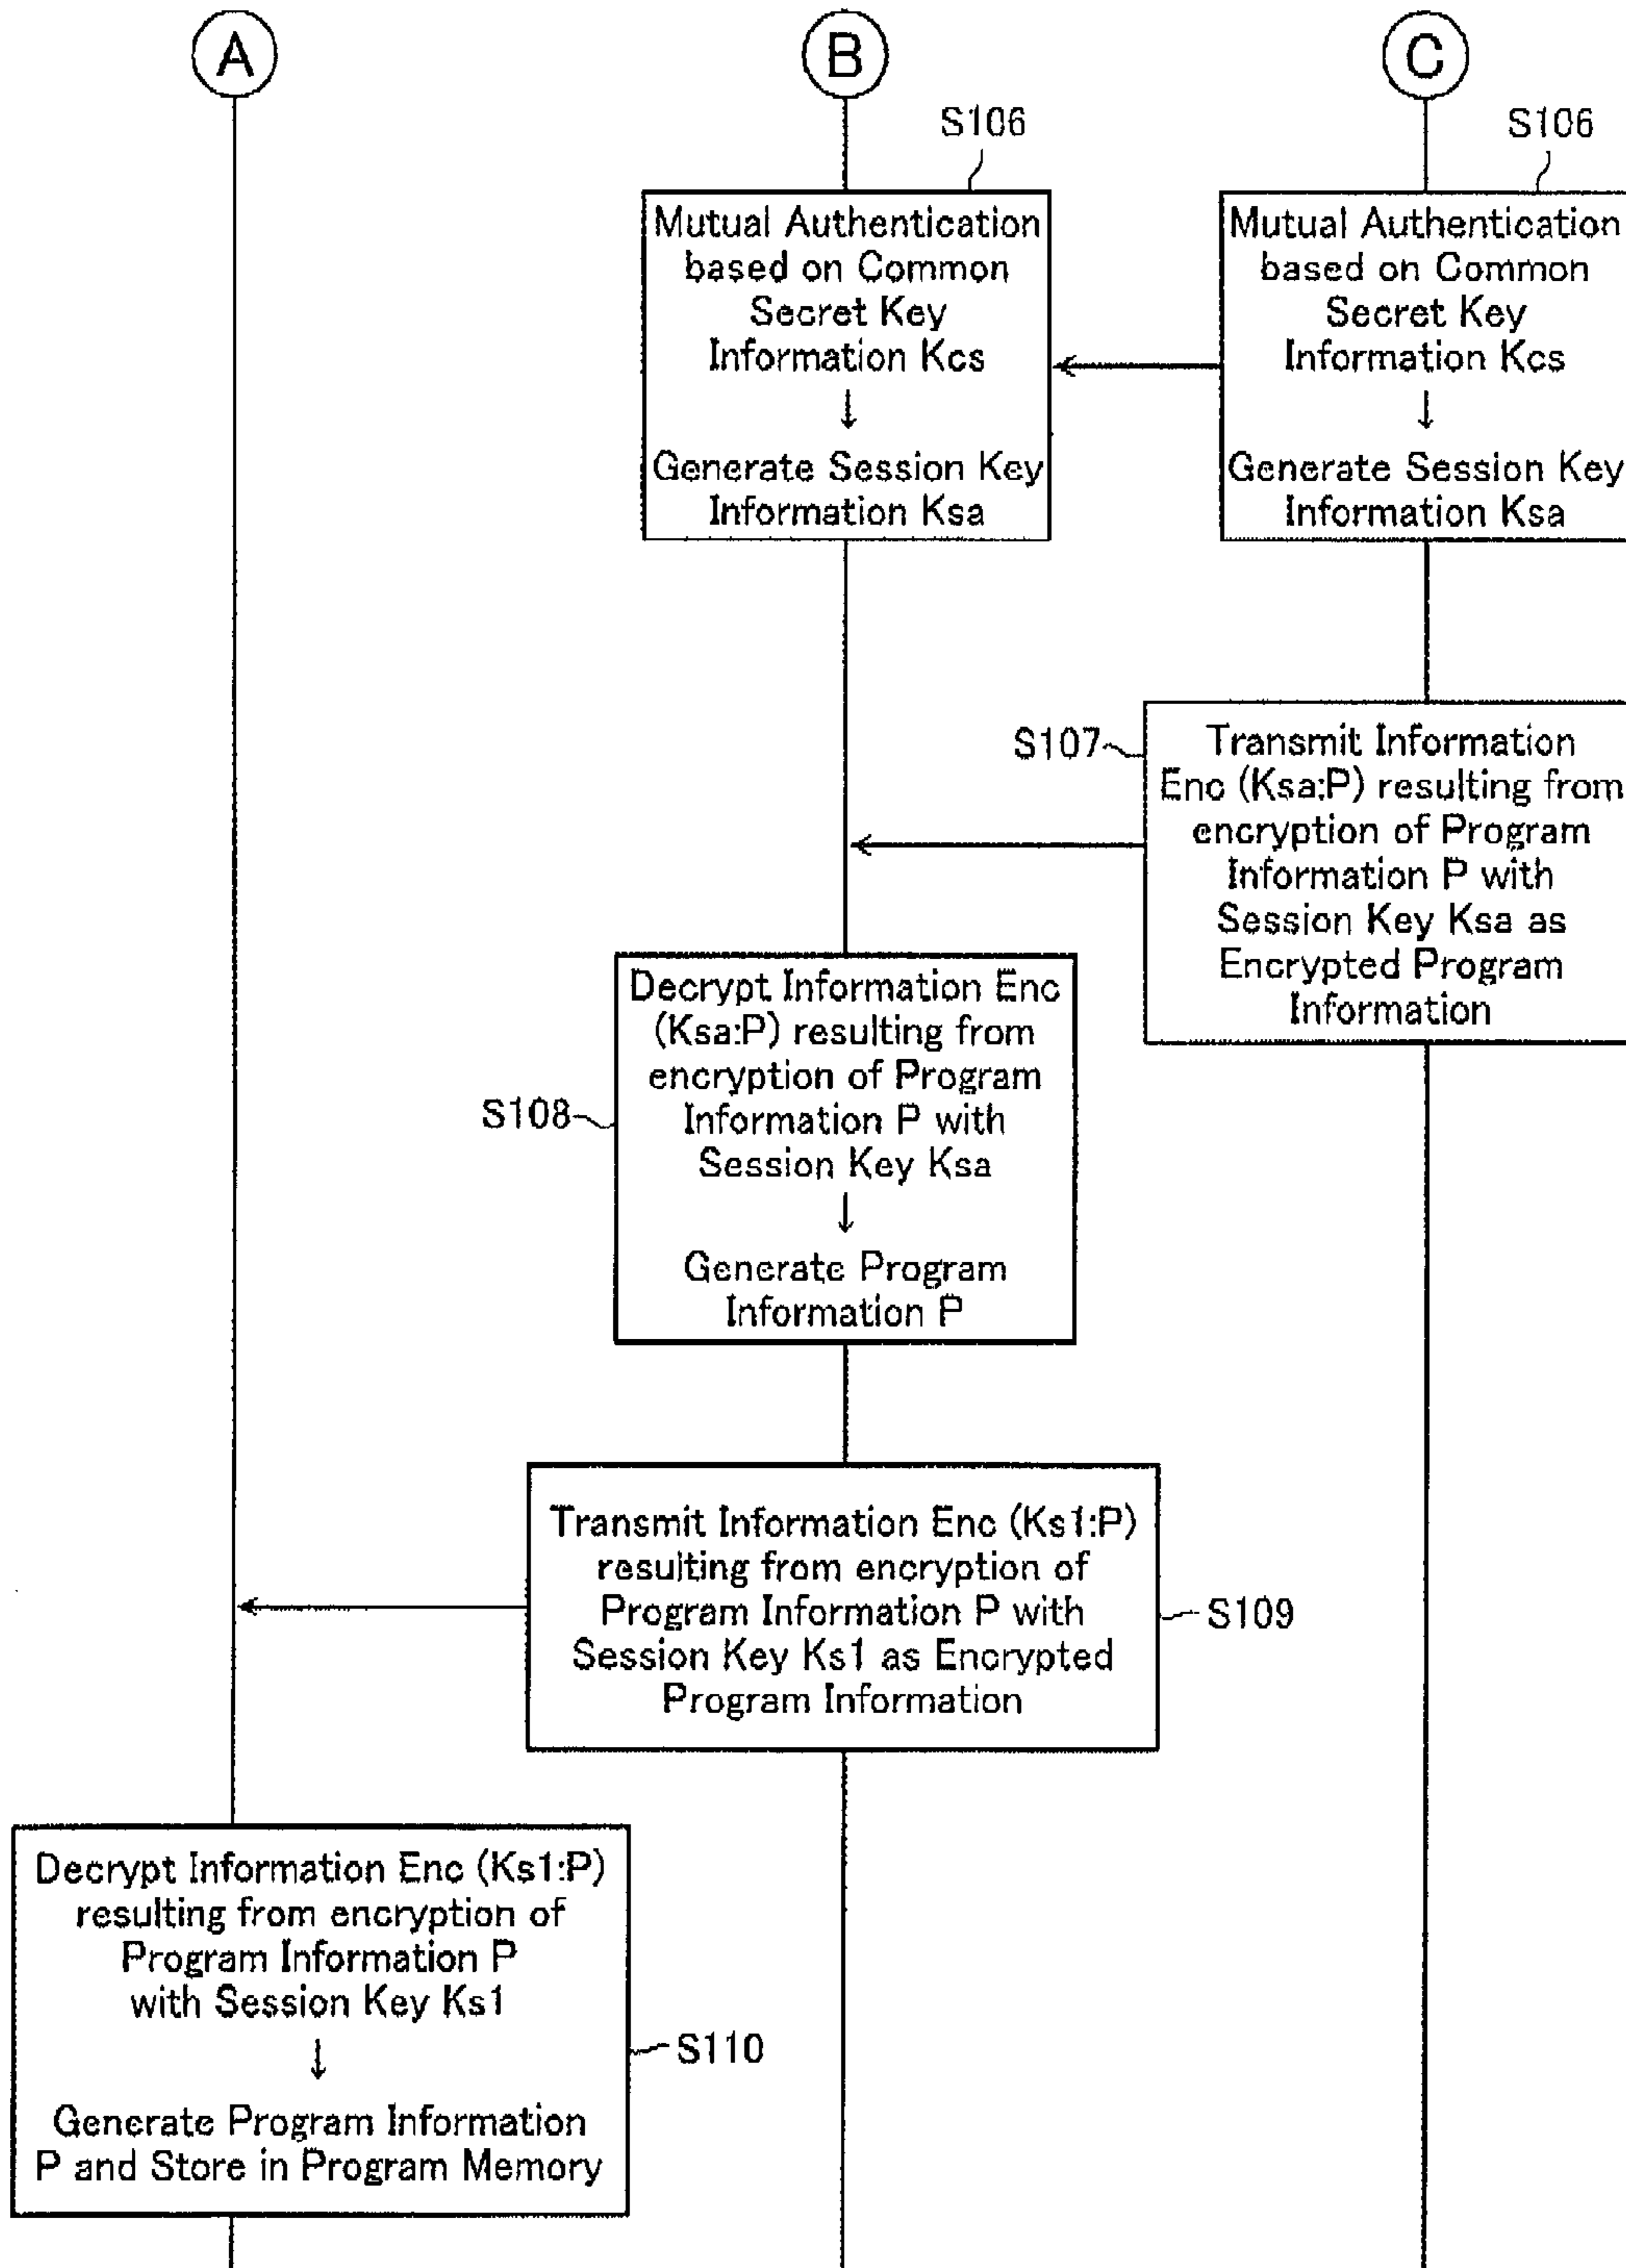 A
B
C
S106
S106
Mutual Authentication
based on Common
Secret Key
Information Kcs
↓
Generate Session Key
Information Ksa
Mutual Authentication
based on Common
Secret Key
Information Kcs
↓
Generate Session Key
Information Ksa
S107
Transmit Information
Enc (Ksa:P) resulting from
encryption of Program
Information P with
Session Key Ksa as
Encrypted Program
Information
S108
Decrypt Information Enc
(Ksa:P) resulting from
encryption of Program
Information P with
Session Key Ksa
↓
Generate Program
Information P
Transmit Information Enc (Ks1:P)
resulting from encryption of
Program Information P with
Session Key Ks1 as Encrypted
Program Information
S109
Decrypt Information Enc (Ks1:P)
resulting from encryption of
Program Information P
with Session Key Ks1
↓
Generate Program Information
P and Store in Program Memory
S110